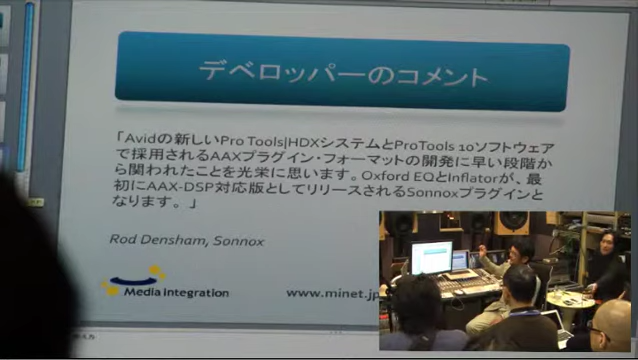 デベロッパーのコメント
「Avidの新しいPro Tools|HDXシステムとProTools 10ソフトウェア
で採用されるAAXプラグイン・フォーマットの開発に早い段階か
ら関われたことを光栄に思います。Oxford EQとInflatorが、最
初にAAX-DSP対応版としてリリースされるSonnoxプラグインと
なります。」
Rod Densham, Sonnox
Media Integration
www.minet.jp